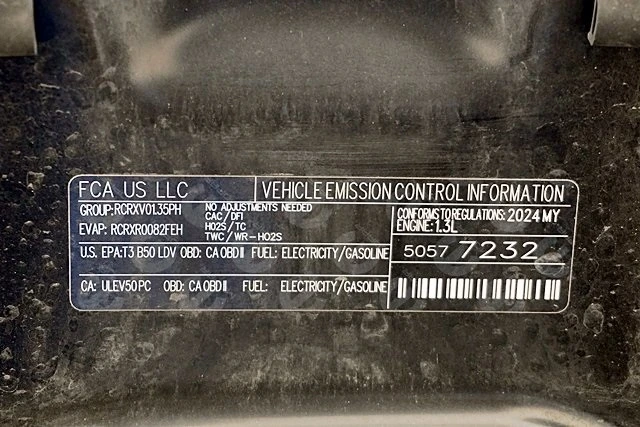 FCA US LLC
VEHICLE EMISSION CONTROL INFORMATION
GROUP:RCRXV01.35PH
EVAP: RCRXR0082FEH
NO ADJUSTMENTS NEEDED
CAC/DFI
HO2S/TC
TWC/WR-HO2S
CONFORMS TO REGULATIONS: 2024 MY
ENGINE: 1.3L
U.S. EPA:T3 B50 LDV OBD: CA OBD II FUEL: ELECTRICITY/GASOLINE
5057 7232
CA: ULEV50 PC OBD: CA OBD II FUEL: ELECTRICITY/GASOLINE